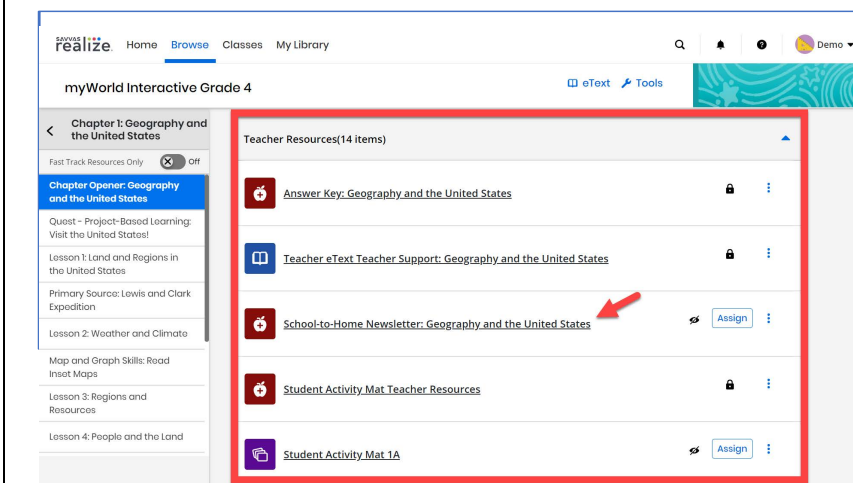 SAVVAS
realize. Home Browse Classes My Library
Demo
myWorld Interactive Grade 4
eText Tools
Chapter 1: Geography and
the United States
Fast Track Resources Only Off
Chapter Opener: Geography
and the United States
Quest - Project-Based Learning:
Visit the United States!
Lesson 1: Land and Regions in
the United States
Primary Source: Lewis and Clark
Expedition
Lesson 2: Weather and Climate
Map and Graph Skills: Read
Inset Maps
Lesson 3: Regions and
Resources
Lesson 4: People and the Land
Teacher Resources(14 items)
Answer Key: Geography and the United States
Teacher eText Teacher Support: Geography and the United States
School-to-Home Newsletter: Geography and the United States
Assign
Student Activity Mat Teacher Resources
Student Activity Mat 1A
Assign